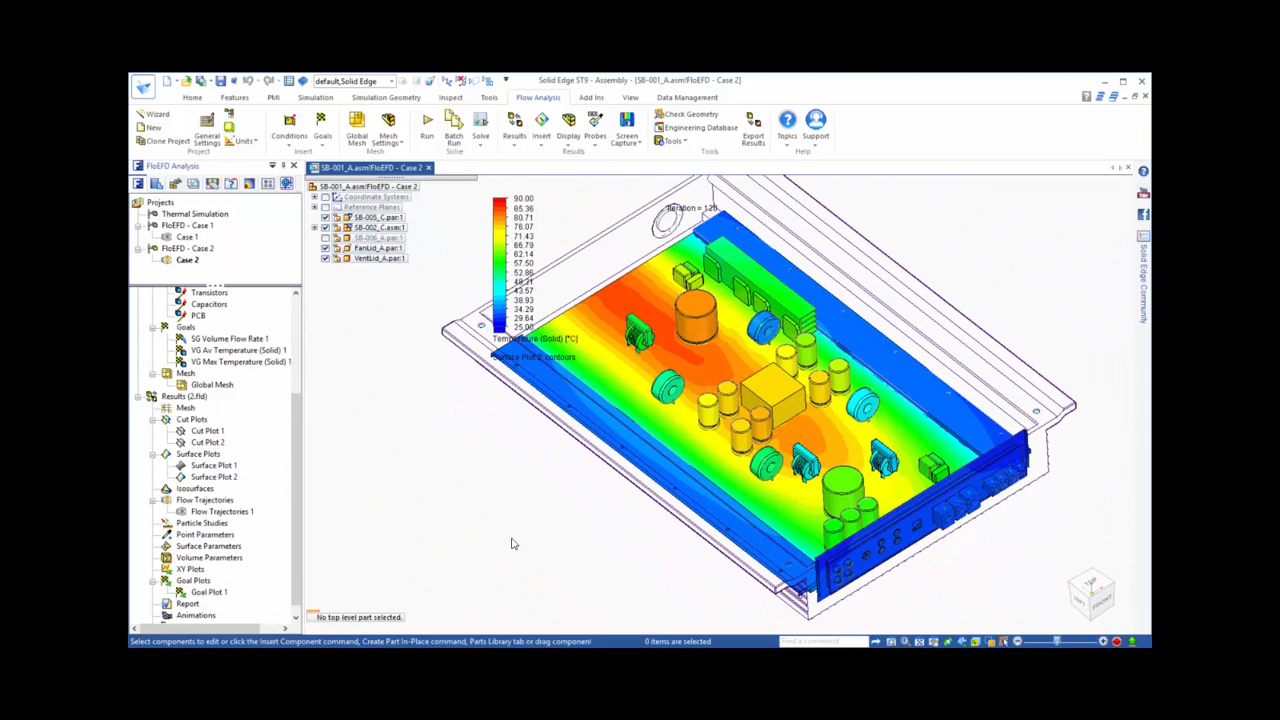 default,Solid Edge
Solid Edge ST9 - Assembly - [SB-001_A.asm!FloEFD - Case 2]
Home Features PMI Simulation Simulation Geometry Inspect Tools Flow Analysis Add Ins View Data Management
Wizard
New
Clone Project
General Settings
Units
Project
Conditions
Goals
Insert
Global Mesh
Mesh Settings
Mesh
Run
Batch Run
Solve
Solve
Results
Insert
Display
Probes
Screen Capture
Results
Check Geometry
Engineering Database
Tools
Export Results
Tools
Topics
Support
Help
FloEFD Analysis
SB-001_A.asm!FloEFD - Case 2
Projects
Thermal Simulation
FloEFD - Case 1
Case 1
FloEFD - Case 2
Case 2
Transistors
Capacitors
PCB
Goals
SG Volume Flow Rate 1
VG Av Temperature (Solid) 1
VG Max Temperature (Solid) 1
Mesh
Global Mesh
Results (2.fld)
Mesh
Cut Plots
Cut Plot 1
Cut Plot 2
Surface Plots
Surface Plot 1
Surface Plot 2
Isosurfaces
Flow Trajectories
Flow Trajectories 1
Particle Studies
Point Parameters
Surface Parameters
Volume Parameters
XY Plots
Goal Plots
Goal Plot 1
Report
Animations
SB-001_A.asm!FloEFD - Case 2
Coordinate Systems
Reference Planes
SB-005_C.par:1
SB-002_C.asm:1
SB-006_A.par:1
FanLid_A.par:1
VentLid_A.par:1
90.00
85.36
80.71
76.07
71.43
66.79
62.14
57.50
52.86
48.21
43.57
38.93
34.29
29.64
25.00
Temperature (Solid) [°C]
Surface Plot 2: contours
Iteration = 128
TOP
FRONT
Solid Edge Community
No top level part selected.
Select components to edit or click the Insert Component command, Create Part In-Place command, Parts Library tab or drag component
0 items are selected
Find a command